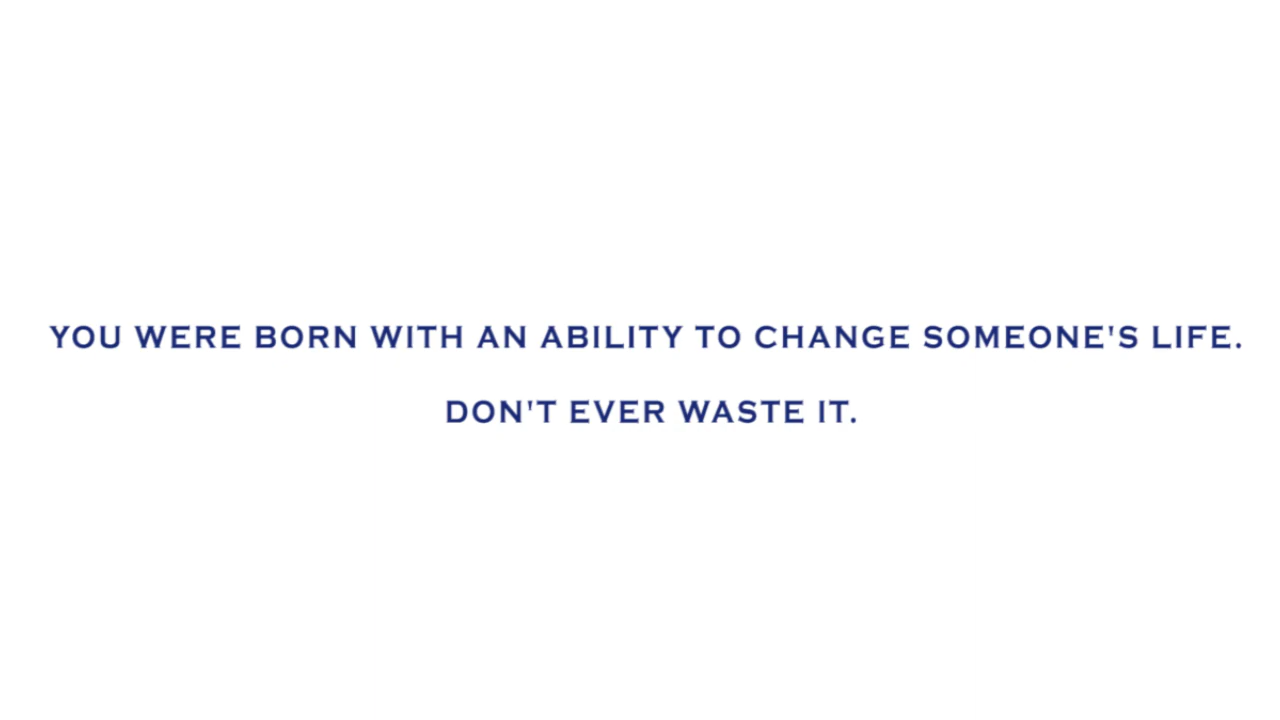 YOU WERE BORN WITH AN ABILITY TO CHANGE SOMEONE'S LIFE.
DON'T EVER WASTE IT.